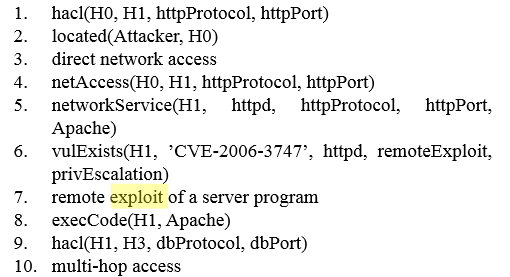 1. hacl(H0, H1, httpProtocol, httpPort)
2. located(Attacker, H0)
3. direct network access
4. netAccess(H0, H1, httpProtocol, httpPort)
5. networkService(H1, httpd, httpProtocol, httpPort,
Apache)
6. vulExists(H1, ’CVE-2006-3747’, httpd, remoteExploit,
privEscalation)
7. remote exploit of a server program
8. execCode(H1, Apache)
9. hacl(H1, H3, dbProtocol, dbPort)
10. multi-hop access